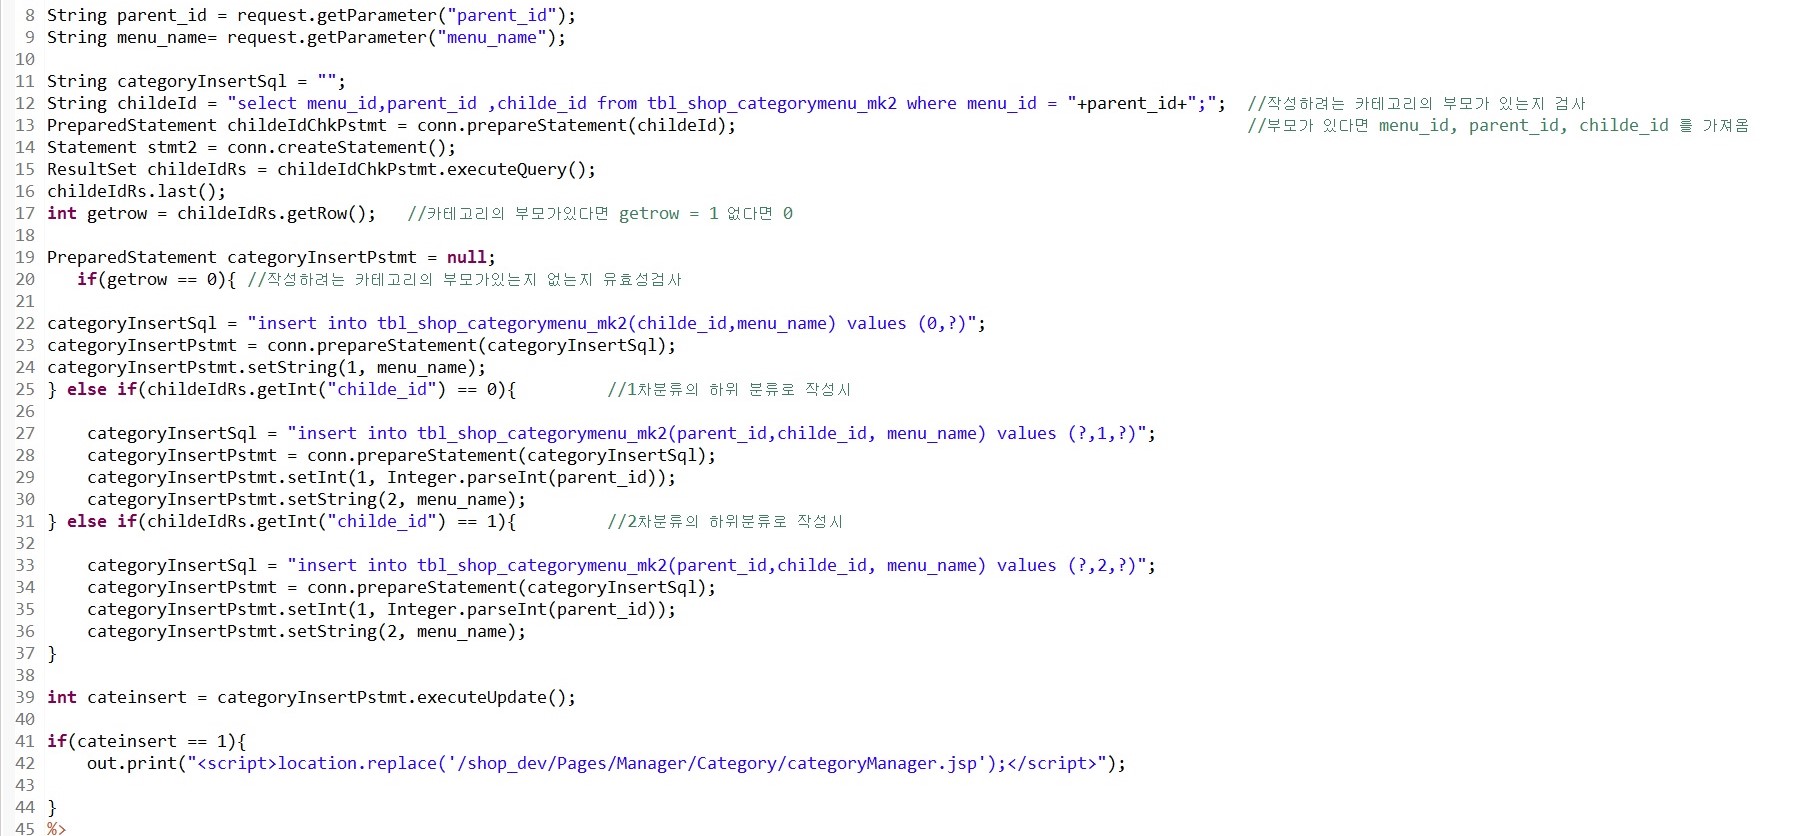 8 String parent_id = request.getParameter("parent_id");
9 String menu_name= request.getParameter("menu_name");
10
11 String categoryInsertSql = "";
12 String childeId = "select menu_id,parent_id ,childe_id from tbl_shop_categorymenu_mk2 where menu_id = "+parent_id+";";  //작성하려는 카테고리의 부모가 있는지 검사
13 PreparedStatement childeIdChkPstmt = conn.prepareStatement(childeId);  //부모가 있다면 menu_id, parent_id, childe_id 를 가져옴
14 Statement stmt2 = conn.createStatement();
15 ResultSet childeIdRs = childeIdChkPstmt.executeQuery();
16 childeIdRs.last();
17 int getrow = childeIdRs.getRow();   //카테고리의 부모가있다면 getrow = 1 없다면 0
18
19 PreparedStatement categoryInsertPstmt = null;
20    if(getrow == 0){ //작성하려는 카테고리의 부모가있는지 없는지 유효성검사
21
22 categoryInsertSql = "insert into tbl_shop_categorymenu_mk2(childe_id,menu_name) values (0,?)";
23 categoryInsertPstmt = conn.prepareStatement(categoryInsertSql);
24 categoryInsertPstmt.setString(1, menu_name);
25 } else if(childeIdRs.getInt("childe_id") == 0){         //1차분류의 하위 분류로 작성시
26
27     categoryInsertSql = "insert into tbl_shop_categorymenu_mk2(parent_id,childe_id, menu_name) values (?,1,?)";
28     categoryInsertPstmt = conn.prepareStatement(categoryInsertSql);
29     categoryInsertPstmt.setInt(1, Integer.parseInt(parent_id));
30     categoryInsertPstmt.setString(2, menu_name);
31 } else if(childeIdRs.getInt("childe_id") == 1){         //2차분류의 하위분류로 작성시
32
33     categoryInsertSql = "insert into tbl_shop_categorymenu_mk2(parent_id,childe_id, menu_name) values (?,2,?)";
34     categoryInsertPstmt = conn.prepareStatement(categoryInsertSql);
35     categoryInsertPstmt.setInt(1, Integer.parseInt(parent_id));
36     categoryInsertPstmt.setString(2, menu_name);
37 }
38
39 int cateinsert = categoryInsertPstmt.executeUpdate();
40
41 if(cateinsert == 1){
42     out.print("<script>location.replace('/shop_dev/Pages/Manager/Category/categoryManager.jsp');</script>");
43
44 }
45 %>